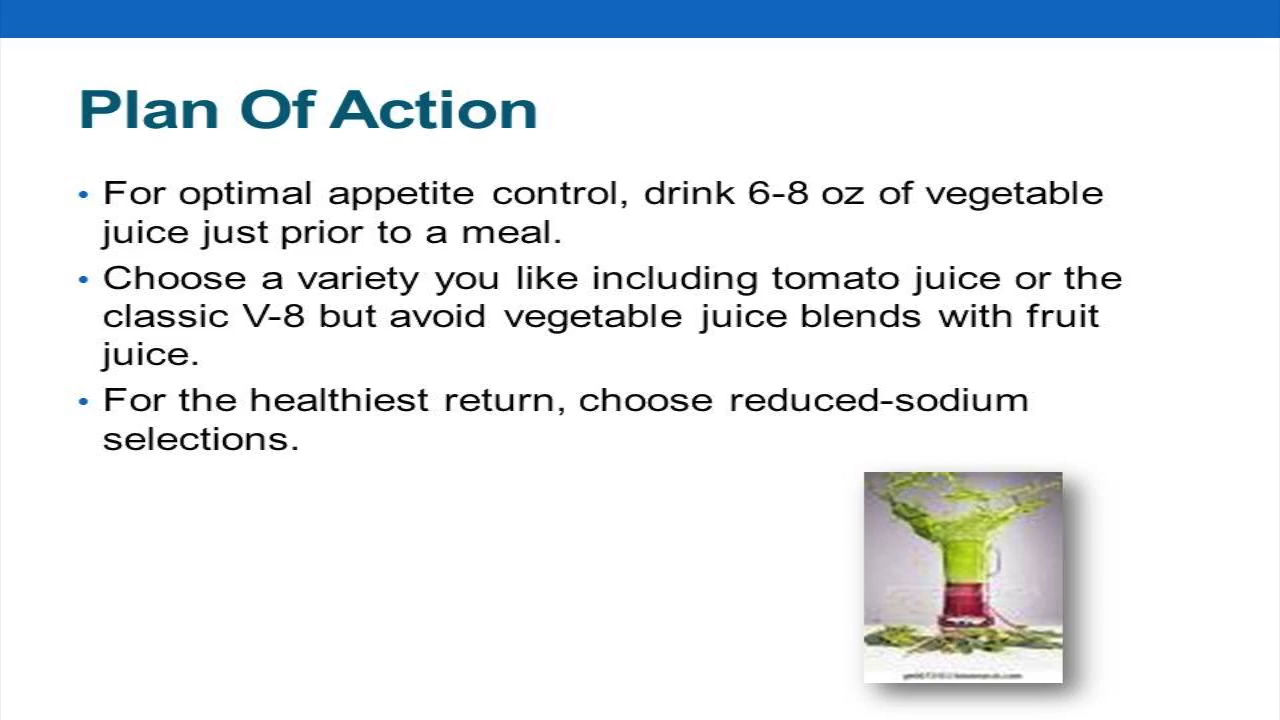 Plan Of Action
• For optimal appetite control, drink 6-8 oz of vegetable
juice just prior to a meal.
• Choose a variety you like including tomato juice or the
classic V-8 but avoid vegetable juice blends with fruit
juice.
• For the healthiest return, choose reduced-sodium
selections.